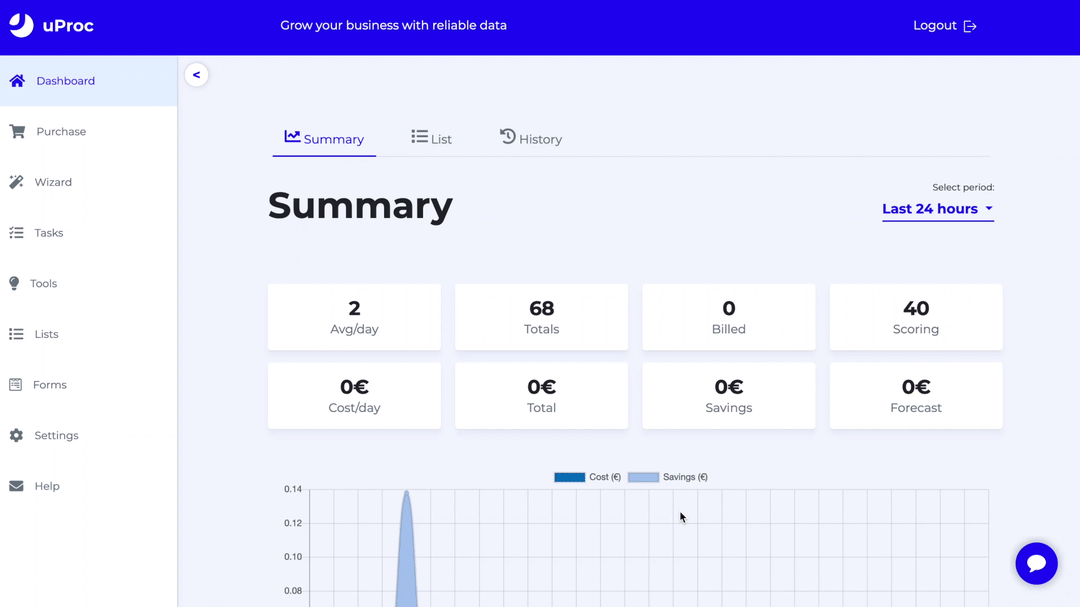 uProc
Grow your business with reliable data
Logout
Dashboard
<
Purchase
Wizard
Tasks
Tools
Lists
Forms
Settings
Help
Summary
List
History
Summary
Select period:
Last 24 hours
2
Avg/day
68
Totals
0
Billed
40
Scoring
0€
Cost/day
0€
Total
0€
Savings
0€
Forecast
Cost (€)
Savings (€)
0.14
0.12
0.10
0.08